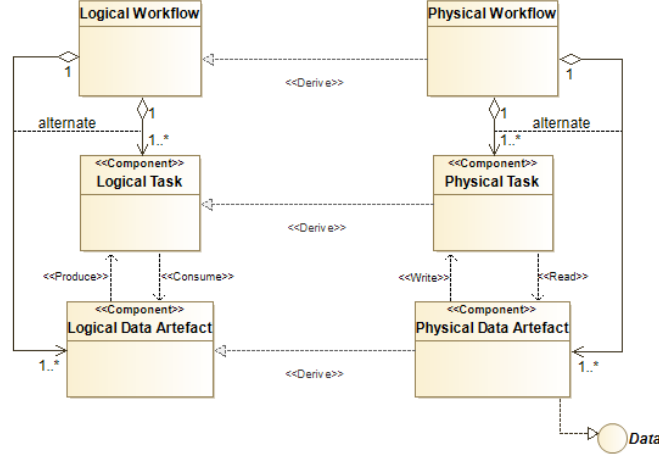 Logical Workflow
Physical Workflow
1
1
<<Derive>>
1
1
alternate
alternate
1..*
1..*
<<Component>>
Logical Task
<<Component>>
Physical Task
<<Derive>>
<<Produce>>
<<Consume>>
<<Write>>
<<Read>>
<<Component>>
Logical Data Artefact
<<Component>>
Physical Data Artefact
1..*
1..*
<<Derive>>
Data